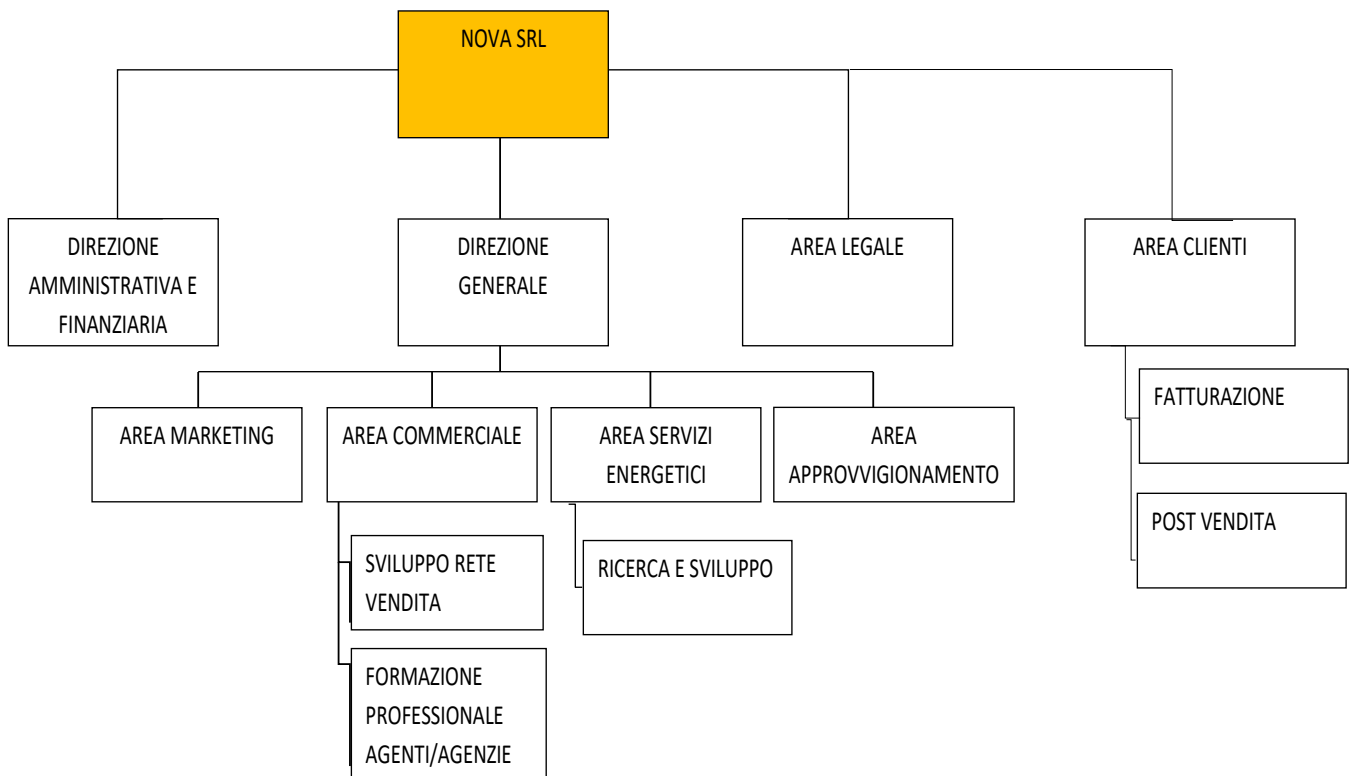 NOVA SRL
DIREZIONE
AMMINISTRATIVA E
FINANZIARIA
DIREZIONE
GENERALE
AREA LEGALE
AREA CLIENTI
FATTURAZIONE
POST VENDITA
AREA MARKETING
AREA COMMERCIALE
AREA SERVIZI
ENERGETICI
AREA
APPROVVIGIONAMENTO
SVILUPPO RETE
VENDITA
RICERCA E SVILUPPO
FORMAZIONE
PROFESSIONALE
AGENTI/AGENZIE